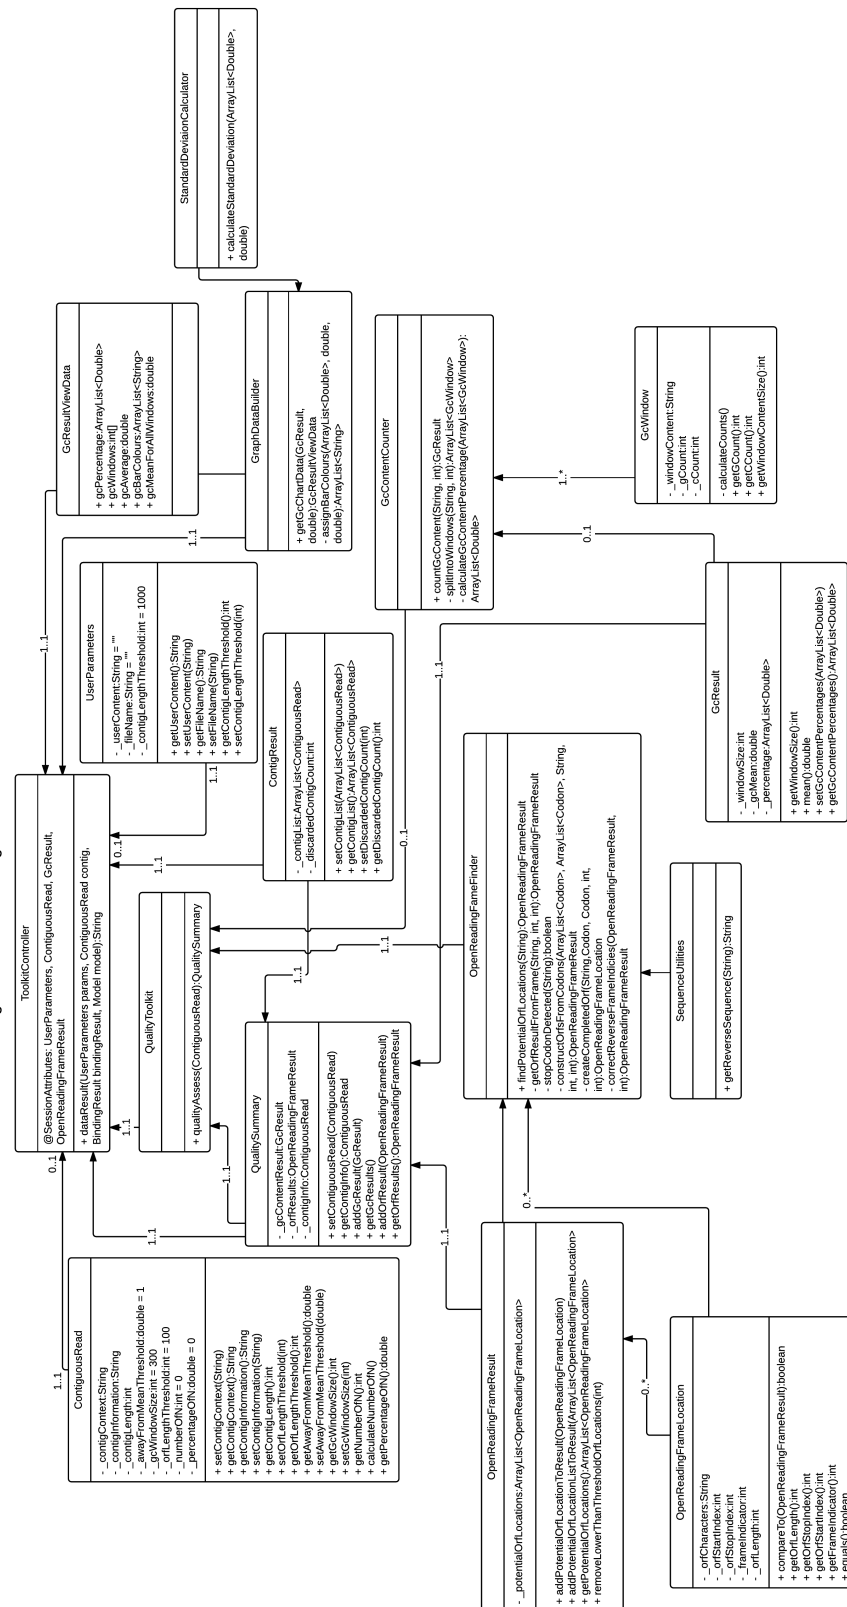 StandardDeviaionCalculator
+ calculateStandardDeviation(ArrayList<Double>,
double)
GcResultViewData
+ gcPercentage:ArrayList<Double>
+ gcWindows:int[]
+ gcAverage:double
+ gcBarColours:ArrayList<String>
+ gcMeanForAllWindows:double
GraphDataBuilder
+ getGcChartData(GcResult,
double):GcResultViewData
- assignBarColours(ArrayList<Double>, double,
double):ArrayList<String>
GcContentCounter
+ countGcContent(String, int):GcResult
- splitIntoWindows(String, int):ArrayList<GcWindow>
- calculateGcContentPercentage(ArrayList<GcWindow>):
ArrayList<Double>
GcWindow
- _windowContent:String
- _gCount:int
- _cCount:int
- calculateCounts()
+ getGCount():int
+ getCCount():int
+ getWindowContentSize():int
1..1
1..1
1..*
0..1
UserParameters
- _userContent:String = ""
- _fileName:String = ""
- _contigLengthThreshold:int = 1000
+ getUserContent():String
+ setUserContent(String)
+ getFileName():String
+ setFileName(String)
+ getContigLengthThreshold():int
+ setContigLengthThreshold(int)
ContigResult
- _contigList:ArrayList<ContiguousRead>
- _discardedContigCount:int
+ setContigList(ArrayList<ContiguousRead>)
+ getContigList():ArrayList<ContiguousRead>
+ setDiscardedContigCount(int)
+ getDiscardedContigCount():int
GcResult
- _windowSize:int
- _gcMean:double
- _percentage:ArrayList<Double>
+ getWindowSize():int
+ mean():double
+ setGcContentPercentages(ArrayList<Double>)
+ getGcContentPercentages():ArrayList<Double>
1..1
1..1
0..1
1..1
0..1
ToolkitController
@SessionAttributes: UserParameters, ContiguousRead, GcResult,
OpenReadingFrameResult
+ dataResult(UserParameters params, ContiguousRead contig,
BindingResult bindingResult, Model model):String
QualityToolkit
+ qualityAssess(ContiguousRead):QualitySummary
OpenReadingFameFinder
+ findPotentialOrfLocations(String):OpenReadingFrameResult
- getOrfResultFromFrame(String, int, int):OpenReadingFrameResult
- stopCodonDetected(String):boolean
- constructOrfsFromCodons(ArrayList<Codon>, ArrayList<Codon>, String,
int, int):OpenReadingFrameResult
- createCompletedOrf(String,Codon, Codon, int,
int):OpenReadingFrameLocation
- correctReverseFrameIndicies(OpenReadingFrameResult,
int):OpenReadingFrameResult
SequenceUtilities
+ getReverseSequence(String):String
1..1
1..1
1..1
QualitySummary
- _gcContentResult:GcResult
- _orfResults:OpenReadingFrameResult
- _contigInfo:ContiguousRead
+ setContiguousRead(ContiguousRead)
+ getContigInfo():ContiguousRead
+ addGcResult(GcResult)
+ getGcResults()
+ addOrfResult(OpenReadingFrameResult)
+ getOrfResults():OpenReadingFrameResult
0..1
1..1
1..1
1..1
0..*
1..1
0..*
ContiguousRead
- _contigContext:String
- _contigInformation:String
- _contigLength:int
- _awayFromMeanThreshold:double = 1
- _gcWindowSize:int = 300
- _orfLengthThreshold:int = 100
- _numberOfN:int = 0
- _percentageOfN:double = 0
+ setContigContext(String)
+ getContigContext():String
+ getContigInformation():String
+ setContigInformation(String)
+ getContigLength():int
+ setOrfLengthThreshold(int)
+ getOrfLengthThreshold():int
+ getAwayFromMeanThreshold():double
+ setAwayFromMeanThreshold(double)
+ getGcWindowSize():int
+ setGcWindowSize(int)
+ getNumberOfN():int
+ calculateNumberOfN()
+ getPercentageOfN():double
OpenReadingFrameResult
- _potentialOrfLocations:ArrayList<OpenReadingFrameLocation>
+ addPotentialOrfLocationToResult(OpenReadingFrameLocation)
+ addPotentialOrfLocationListToResult(ArrayList<OpenReadingFrameLocation>
+ getPotentialOrfLocations():ArrayList<OpenReadingFrameLocation>
+ removeLowerThanThresholdOrfLocations(int)
OpenReadingFrameLocation
- _orfCharacters:String
- _orfStartIndex:int
- _orfStopIndex:int
- _frameIndicator:int
- _orfLength:int
+ compareTo(OpenReadingFrameResult):boolean
+ getOrfLength():int
+ getOrfStopIndex():int
+ getOrfStartIndex():int
+ getFrameIndicator():int
+ equals():boolean